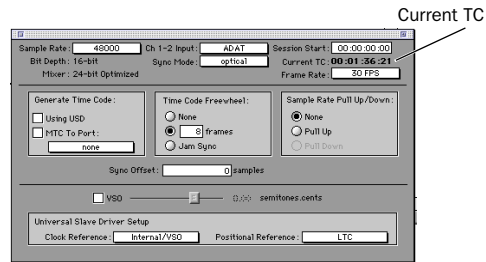 Current TC
Sample Rate: 48000 Ch 1-2 Input: ADAT Session Start: 00:00:00:00
Bit Depth: 16-bit Sync Mode: optical Current TC: 00:01:36:21
Mixer: 24-bit Optimized Frame Rate: 30 FPS
Generate Time Code: Time Code Freewheel: Sample Rate Pull Up/Down:
Using USD None None
MTC To Port: 8 frames Pull Up
none Jam Sync Pull Down
Sync Offset: 0 samples
VSO semitones.cents
Universal Slave Driver Setup
Clock Reference: Internal/VSO Positional Reference: LTC